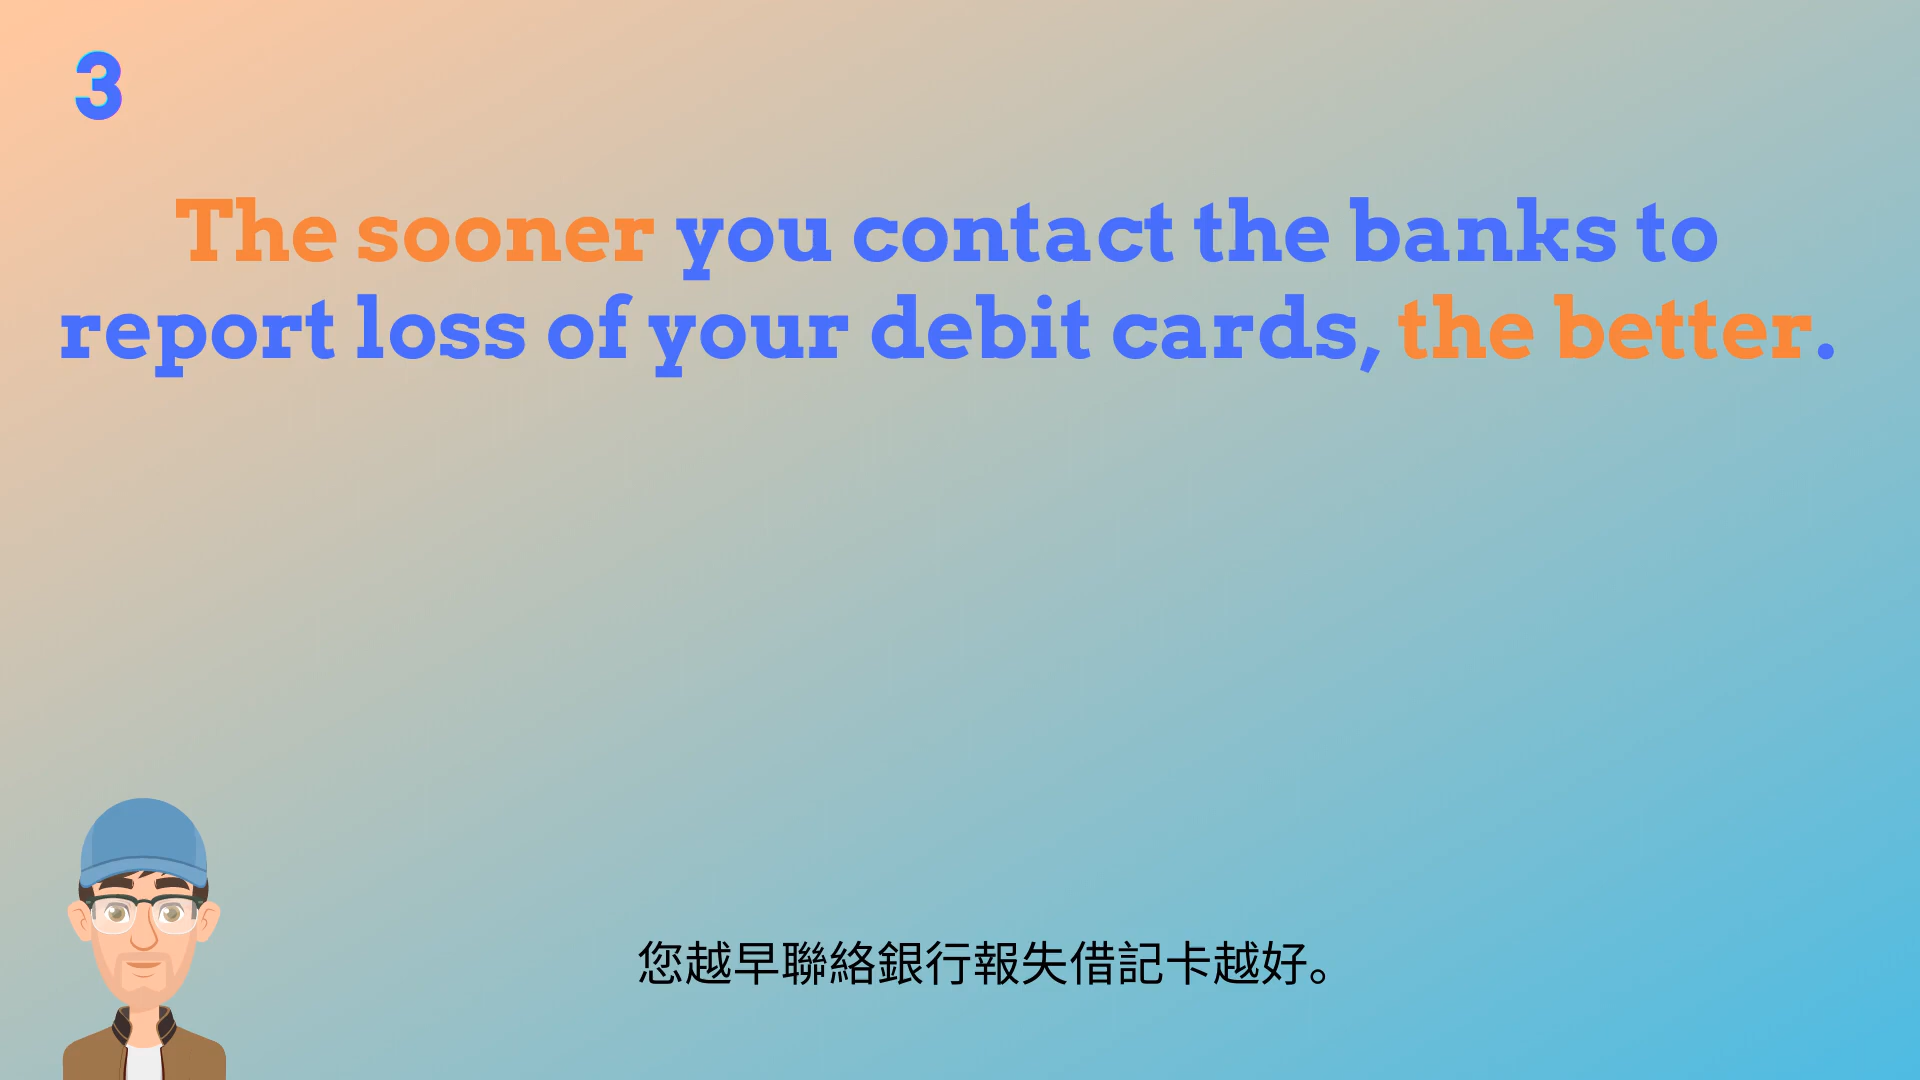 3
The sooner you contact the banks to
report loss of your debit cards, the better.
您越早聯絡銀行報失借記卡越好。